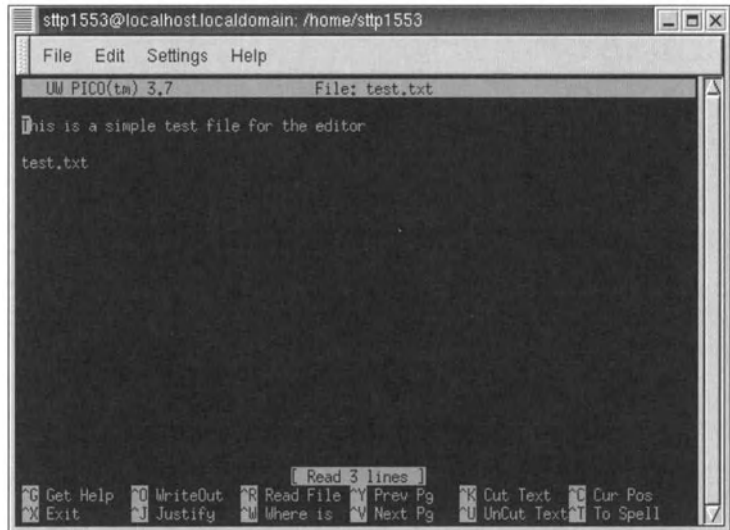 sttp1553@localhost.localdomain: /home/sttp1553
File Edit Settings Help
UW PICO(tm) 3.7 File: test.txt
This is a simple test file for the editor
test.txt
[ Read 3 lines ]
^G Get Help ^O WriteOut ^R Read File ^Y Prev Pg ^K Cut Text ^C Cur Pos
^X Exit ^J Justify ^W Where is ^V Next Pg ^U UnCut Text ^T To Spell